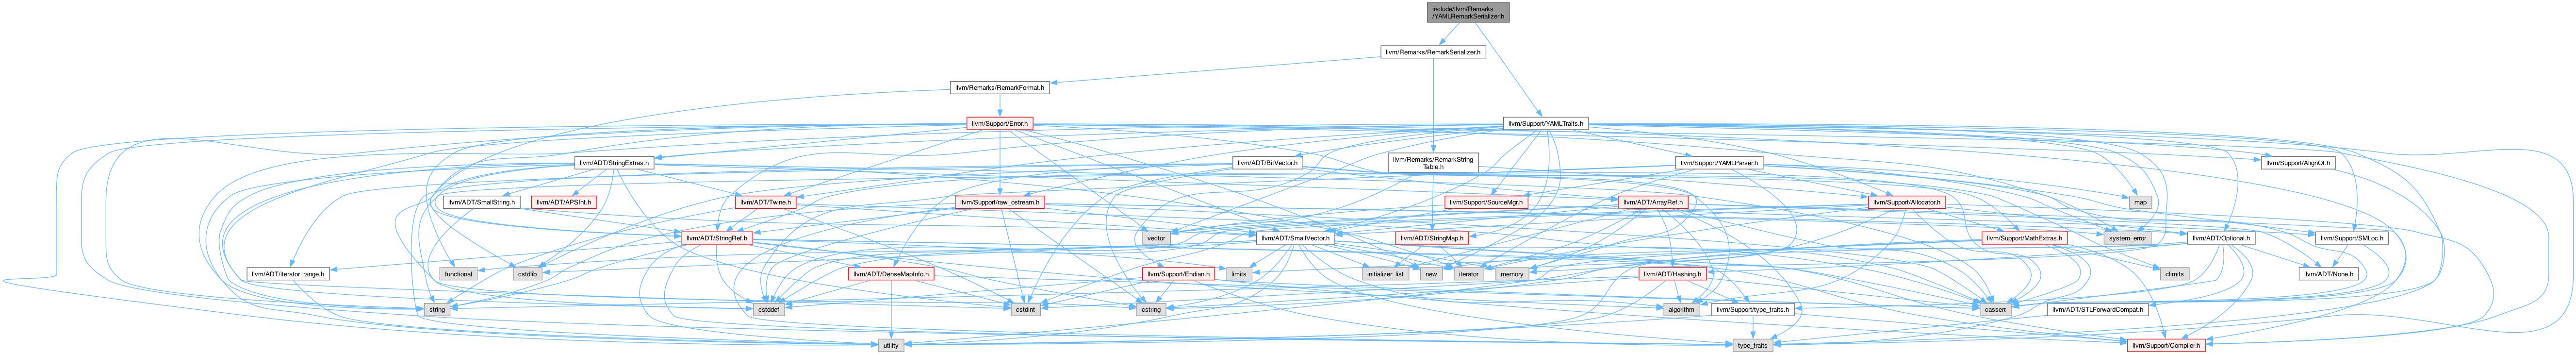 include/llvm/Remarks
/YAMLRemarkSerializer.h
llvm/Remarks/RemarkSerializer.h
llvm/Remarks/RemarkFormat.h
llvm/Support/Error.h
llvm/Support/YAMLTraits.h
llvm/ADT/StringExtras.h
llvm/ADT/BitVector.h
llvm/Remarks/RemarkString
Table.h
llvm/Support/YAMLParser.h
llvm/Support/AlignOf.h
llvm/ADT/SmallString.h
llvm/ADT/APSInt.h
llvm/ADT/Twine.h
llvm/Support/raw_ostream.h
llvm/Support/SourceMgr.h
llvm/ADT/ArrayRef.h
llvm/Support/Allocator.h
map
llvm/ADT/StringRef.h
vector
llvm/ADT/SmallVector.h
llvm/ADT/StringMap.h
llvm/Support/MathExtras.h
system_error
llvm/ADT/Optional.h
llvm/Support/SMLoc.h
llvm/ADT/iterator_range.h
functional
cstdlib
llvm/ADT/DenseMapInfo.h
llvm/Support/Endian.h
limits
initializer_list
new
iterator
memory
llvm/ADT/Hashing.h
climits
llvm/ADT/None.h
string
cstddef
cstdint
cstring
algorithm
llvm/Support/type_traits.h
cassert
llvm/ADT/STLForwardCompat.h
utility
type_traits
llvm/Support/Compiler.h